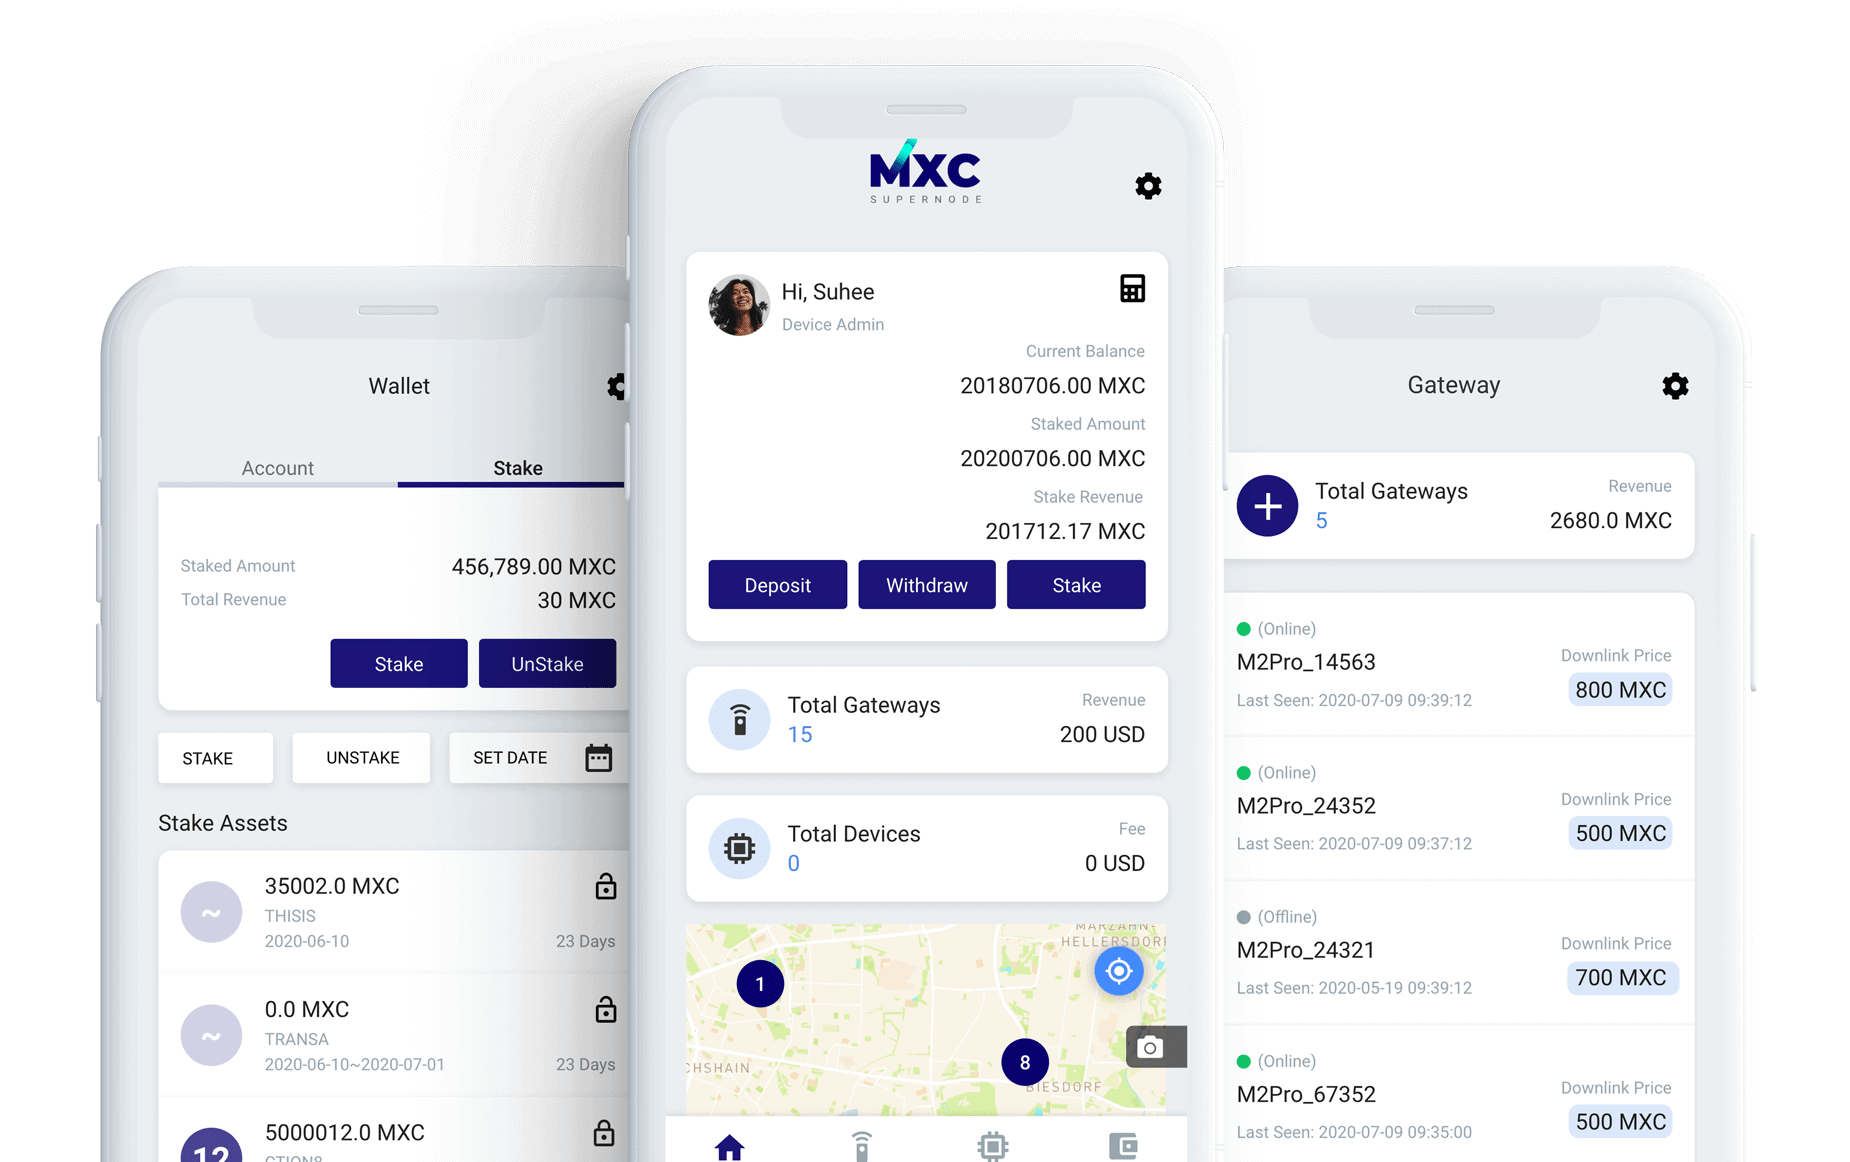 Wallet
Account
Stake
Staked Amount
456,789.00 MXC
Total Revenue
30 MXC
Stake
UnStake
STAKE
UNSTAKE
SET DATE
Stake Assets
~
35002.0 MXC
THISIS
2020-06-10
23 Days
~
0.0 MXC
TRANSA
2020-06-10~2020-07-01
23 Days
12
5000012.0 MXC
MXC
SUPERNODE
Hi, Suhee
Device Admin
Current Balance
20180706.00 MXC
Staked Amount
20200706.00 MXC
Stake Revenue
201712.17 MXC
Deposit
Withdraw
Stake
Total Gateways
15
Revenue
200 USD
Total Devices
0
Fee
0 USD
MARZAHN-
HELLERSDORF
1
8
CHSHAIN
BIESDORF
Gateway
Total Gateways
5
Revenue
2680.0 MXC
(Online)
M2Pro_14563
Last Seen: 2020-07-09 09:39:12
Downlink Price
800 MXC
(Online)
M2Pro_24352
Last Seen: 2020-07-09 09:37:12
Downlink Price
500 MXC
(Offline)
M2Pro_24321
Last Seen: 2020-05-19 09:39:12
Downlink Price
700 MXC
(Online)
M2Pro_67352
Last Seen: 2020-07-09 09:35:00
Downlink Price
500 MXC